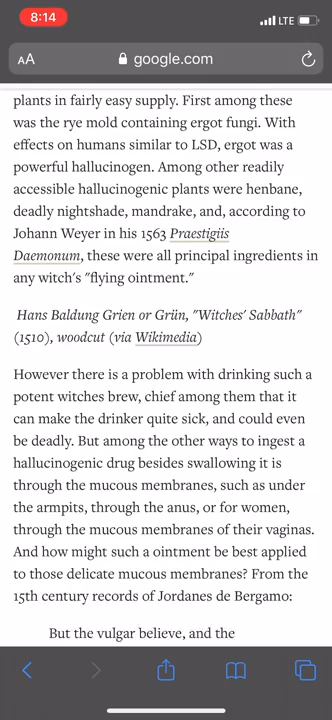 8:14
LTE
AA
google.com
plants in fairly easy supply. First among these
was the rye mold containing ergot fungi. With
effects on humans similar to LSD, ergot was a
powerful hallucinogen. Among other readily
accessible hallucinogenic plants were henbane,
deadly nightshade, mandrake, and, according to
Johann Weyer in his 1563 Praestigiis
Daemonum, these were all principal ingredients in
any witch's "flying ointment."
Hans Baldung Grien or Grün, "Witches' Sabbath"
(1510), woodcut (via Wikimedia)
However there is a problem with drinking such a
potent witches brew, chief among them that it
can make the drinker quite sick, and could even
be deadly. But among the other ways to ingest a
hallucinogenic drug besides swallowing it is
through the mucous membranes, such as under
the armpits, through the anus, or for women,
through the mucous membranes of their vaginas.
And how might such a ointment be best applied
to those delicate mucous membranes? From the
15th century records of Jordanes de Bergamo:
But the vulgar believe, and the